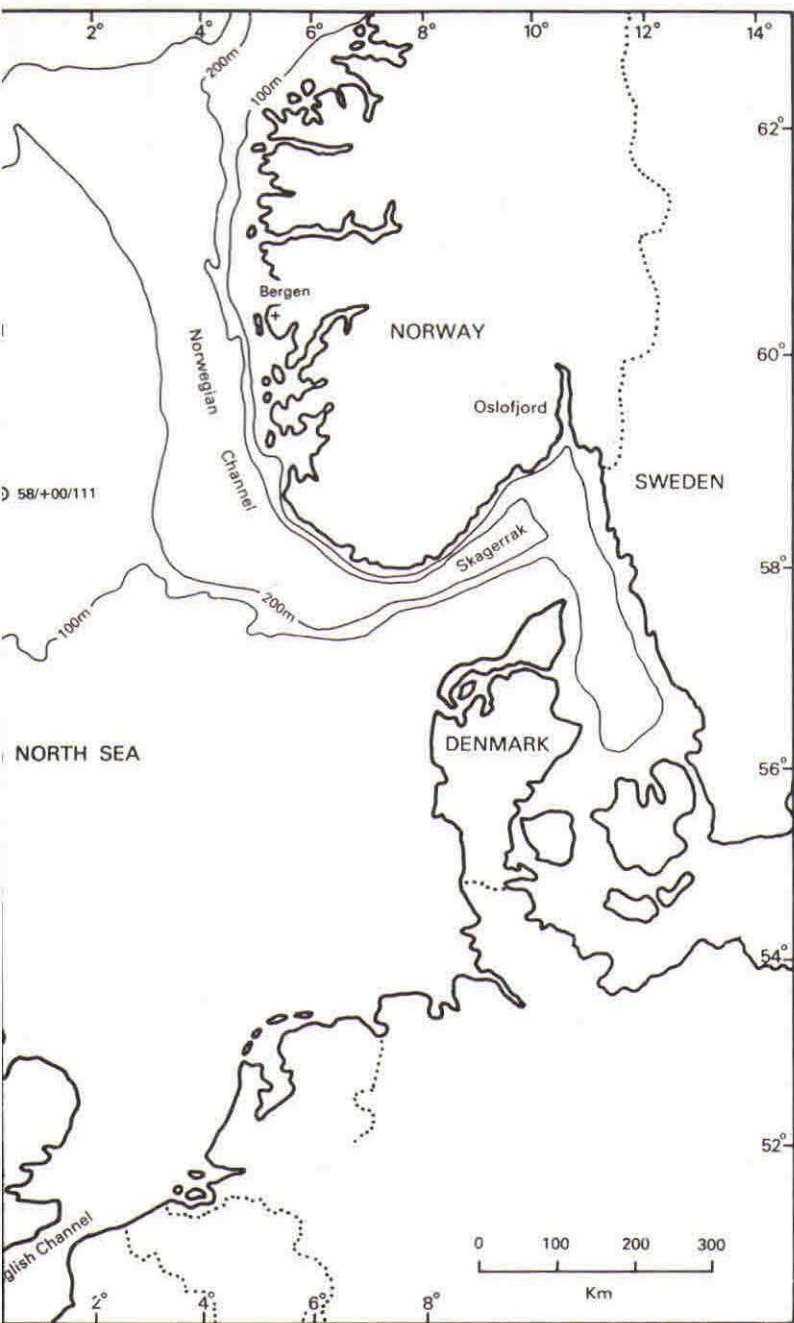 2° 4° 6° 8° 10° 12° 14°
200m
100m
62°
Bergen
NORWAY
60°
Norwegian
Channel
Oslofjord
58/+00/111
SWEDEN
Skagerrak
58°
100m
200m
NORTH SEA
DENMARK
56°
54°
52°
glish Channel
0 100 200 300
Km
2° 4° 6° 8°